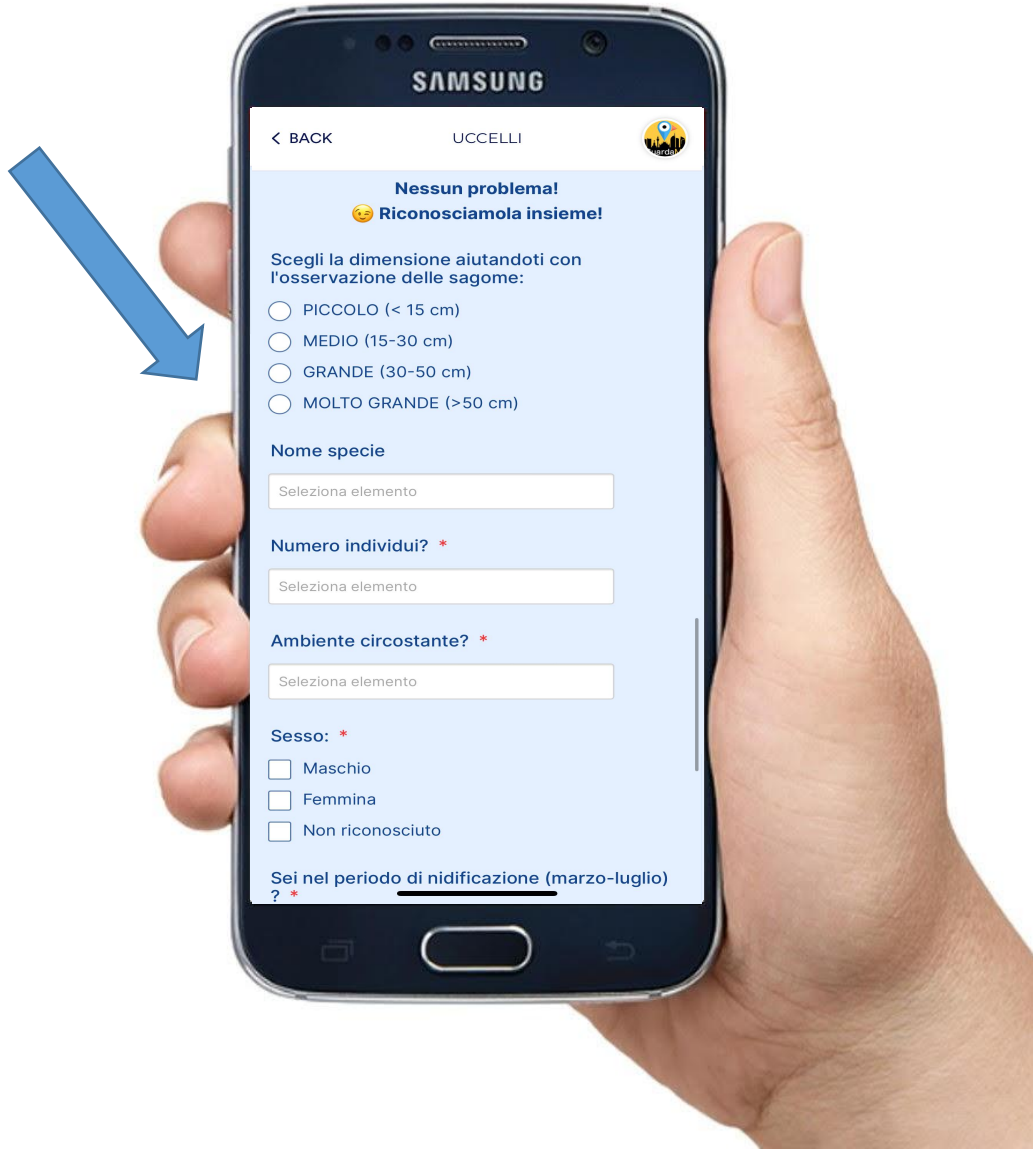 SAMSUNG
< BACK
UCCELLI
Nessun problema!
😉 Riconosciamola insieme!
Scegli la dimensione aiutandoti con
l'osservazione delle sagome:
PICCOLO (< 15 cm)
MEDIO (15-30 cm)
GRANDE (30-50 cm)
MOLTO GRANDE (>50 cm)
Nome specie
Seleziona elemento
Numero individui? *
Seleziona elemento
Ambiente circostante? *
Seleziona elemento
Sesso: *
Maschio
Femmina
Non riconosciuto
Sei nel periodo di nidificazione (marzo-luglio)
? *